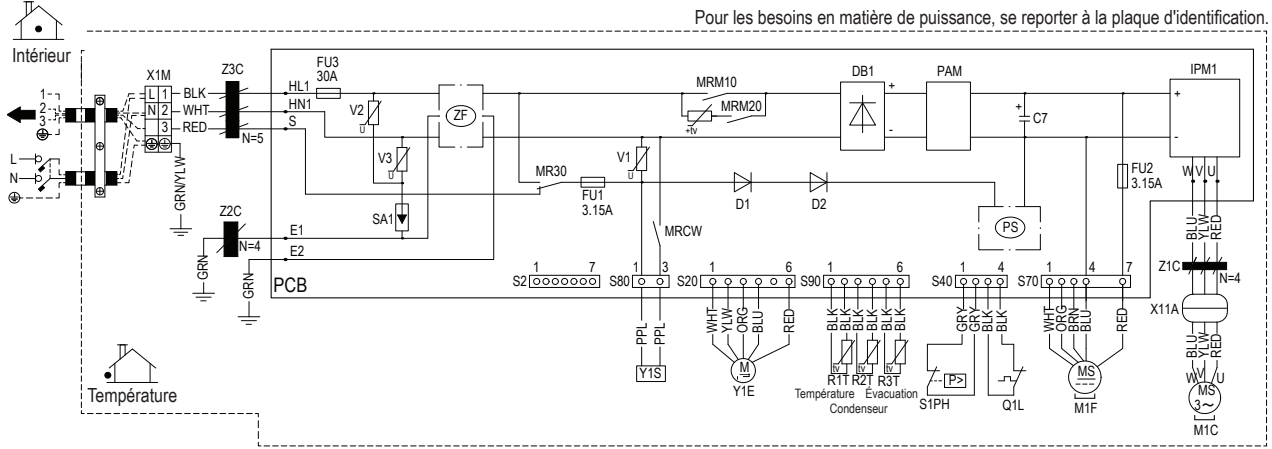 Pour les besoins en matière de puissance, se reporter à la plaque d'identification.
Intérieur
1
2
3
L
N
X1M
L 1
N 2
3
BLK
WHT
RED
GRN/YLW
Z3C
N=5
HL1
HN1
S
FU3
30A
V2
U
V3
U
SA1
ZF
E1
E2
Z2C
N=4
GRN
GRN
PCB
MR30
FU1
3.15A
V1
U
MRCW
MRM10
MRM20
+tv
D1
D2
DB1
+
-
PAM
+
C7
PS
FU2
3.15A
IPM1
+
-
W V U
BLU
YLW
RED
Z1C
N=4
X11A
BLU
YLW
RED
W V U
MS
3~
M1C
S2
1 7
S80
1 3
PPL
PPL
Y1S
S20
1 6
WHT
YLW
ORG
BLU
RED
M
Y1E
S90
1 6
BLK
BLK
BLK
BLK
BLK
BLK
tv
tv
tv
R1T R2T R3T
Température Évacuation
Condenseur
S40
1 4
GRY
GRY
BLK
BLK
P>
S1PH
Q1L
S70
1 4 7
WHT
ORG
BRN
BLU
RED
MS
M1F
Température